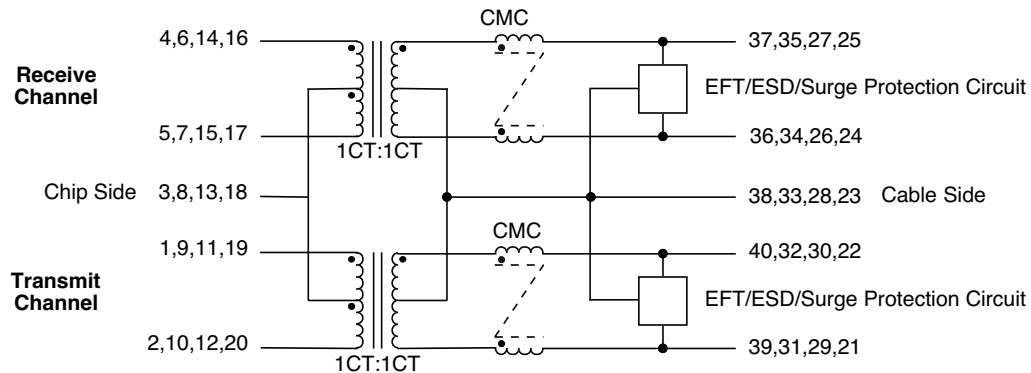 CMC
4,6,14,16
37,35,27,25
Receive
Channel
EFT/ESD/Surge Protection Circuit
5,7,15,17
36,34,26,24
1CT:1CT
Chip Side
3,8,13,18
38,33,28,23
Cable Side
CMC
1,9,11,19
40,32,30,22
Transmit
Channel
EFT/ESD/Surge Protection Circuit
2,10,12,20
39,31,29,21
1CT:1CT